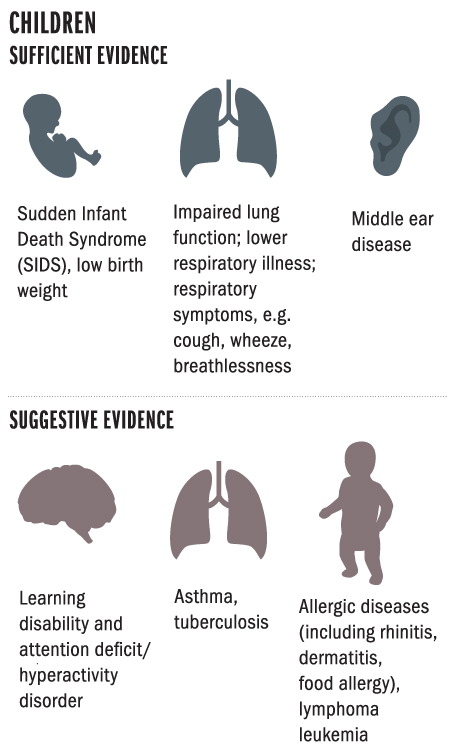 CHILDREN
SUFFICIENT EVIDENCE
Sudden Infant
Death Syndrome
(SIDS), low birth
weight
Impaired lung
function; lower
respiratory illness;
respiratory
symptoms, e.g.
cough, wheeze,
breathlessness
Middle ear
disease
SUGGESTIVE EVIDENCE
Learning
disability and
attention deficit/
hyperactivity
disorder
Asthma,
tuberculosis
Allergic diseases
(including rhinitis,
dermatitis,
food allergy),
lymphoma
leukemia